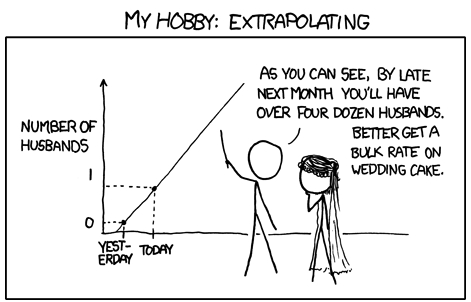 MY HOBBY: EXTRAPOLATING
AS YOU CAN SEE, BY LATE
NEXT MONTH YOU'LL HAVE
OVER FOUR DOZEN HUSBANDS.
BETTER GET A
BULK RATE ON
WEDDING CAKE.
NUMBER OF
HUSBANDS
1
0
YEST-
ERDAY
TODAY